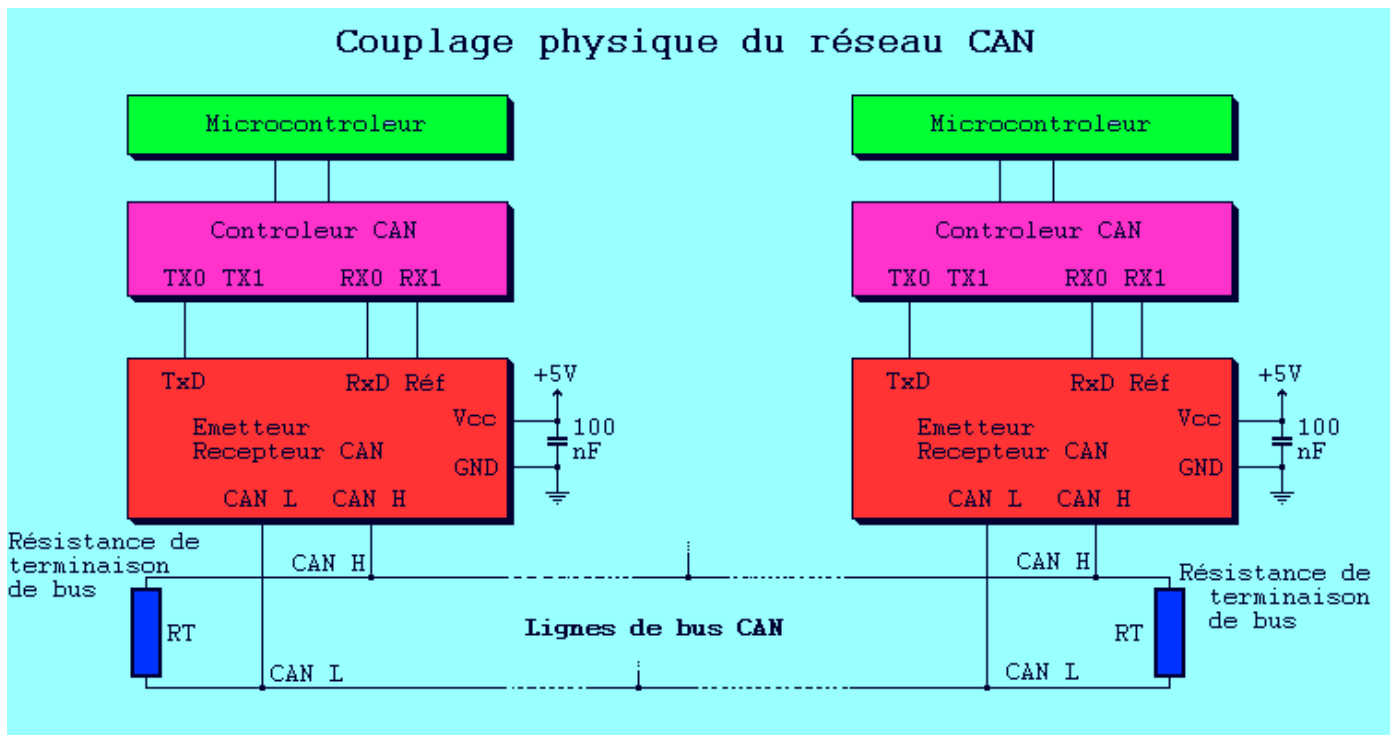 Couplage physique du réseau CAN
Microcontroleur
Microcontroleur
Controleur CAN
TX0 TX1 RX0 RX1
Controleur CAN
TX0 TX1 RX0 RX1
TxD RxD Réf
+5V
Vcc
Emetteur
Recepteur CAN
100
nF
GND
CAN L CAN H
TxD RxD Réf
+5V
Vcc
Emetteur
Recepteur CAN
100
nF
GND
CAN L CAN H
Résistance de
terminaison
de bus
CAN H
CAN H
Résistance de
terminaison
de bus
RT
Lignes de bus CAN
RT
CAN L
CAN L